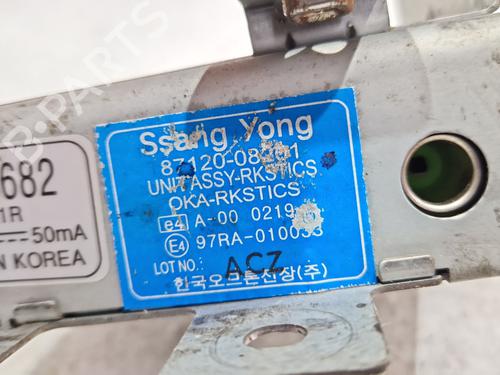 Ssang Yong
UNIT ASSY-RKSTICS
OKA-RKSTICS
e4 A-00 0219
E4 97RA-010033
LOT NO: ACZ
한국오므론전장(주)
682
1R
50mA
N KOREA
B-PARTS